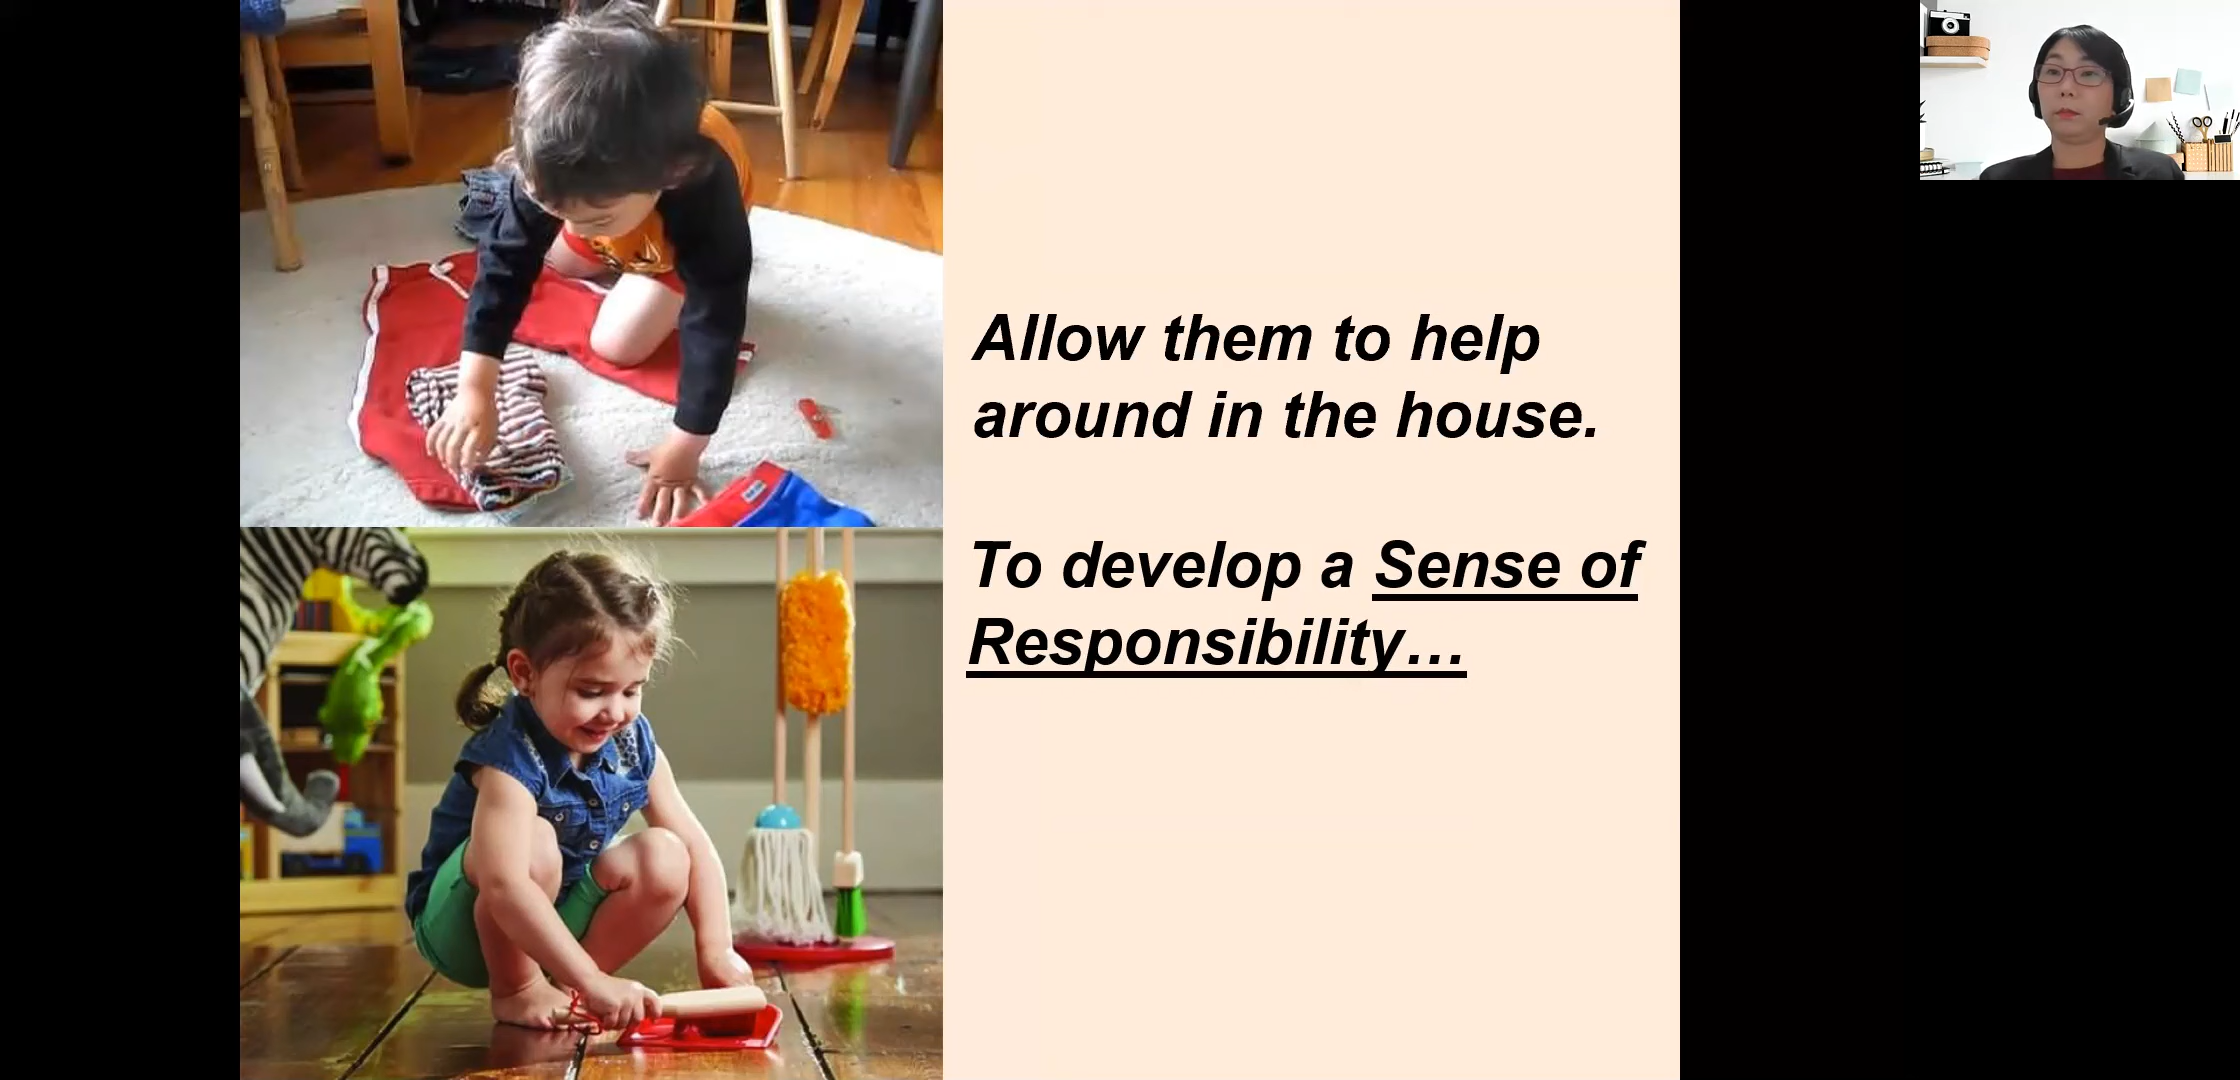 Allow them to help
around in the house.
To develop a Sense of
Responsibility…